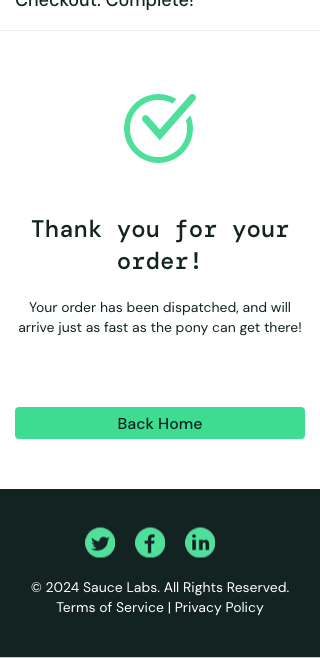 Checkout: Complete!
Thank you for your
order!
Your order has been dispatched, and will
arrive just as fast as the pony can get there!
Back Home
© 2024 Sauce Labs. All Rights Reserved.
Terms of Service | Privacy Policy